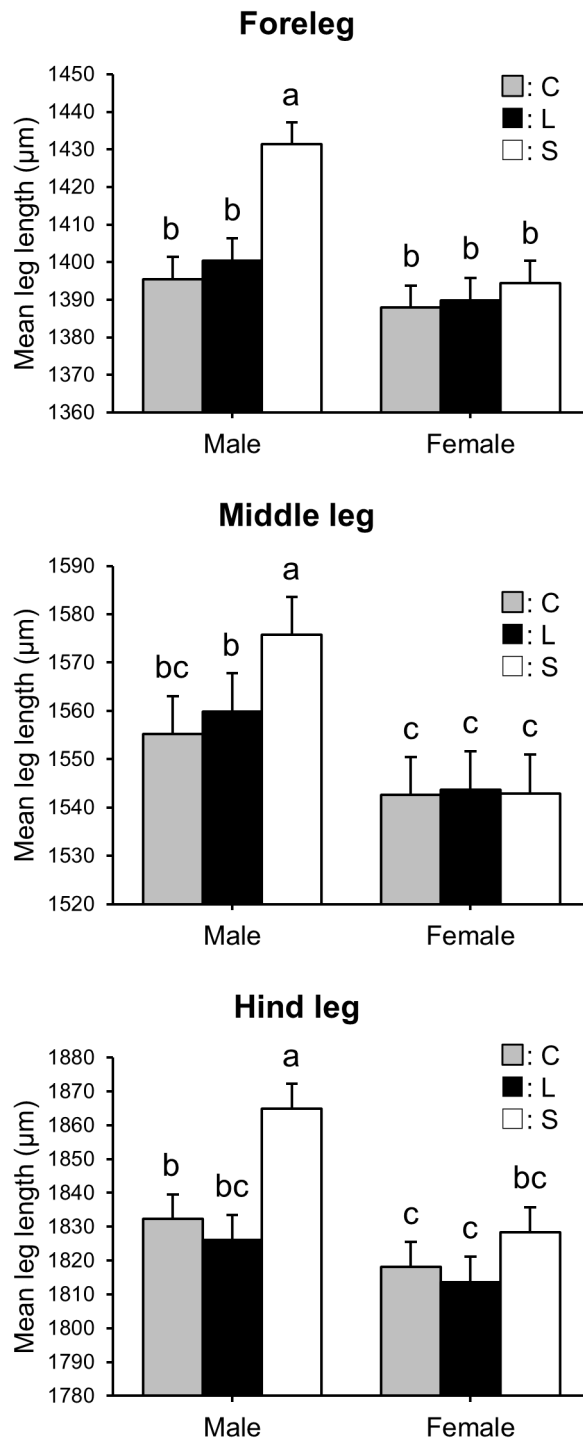 Foreleg
Mean leg length (µm)
1450
1440
1430
1420
1410
1400
1390
1380
1370
1360
: C
: L
: S
b
b
a
b
b
b
Male
Female
Middle leg
Mean leg length (µm)
1590
1580
1570
1560
1550
1540
1530
1520
: C
: L
: S
bc
b
a
c
c
c
Male
Female
Hind leg
Mean leg length (µm)
1880
1870
1860
1850
1840
1830
1820
1810
1800
1790
1780
: C
: L
: S
b
bc
a
c
c
bc
Male
Female